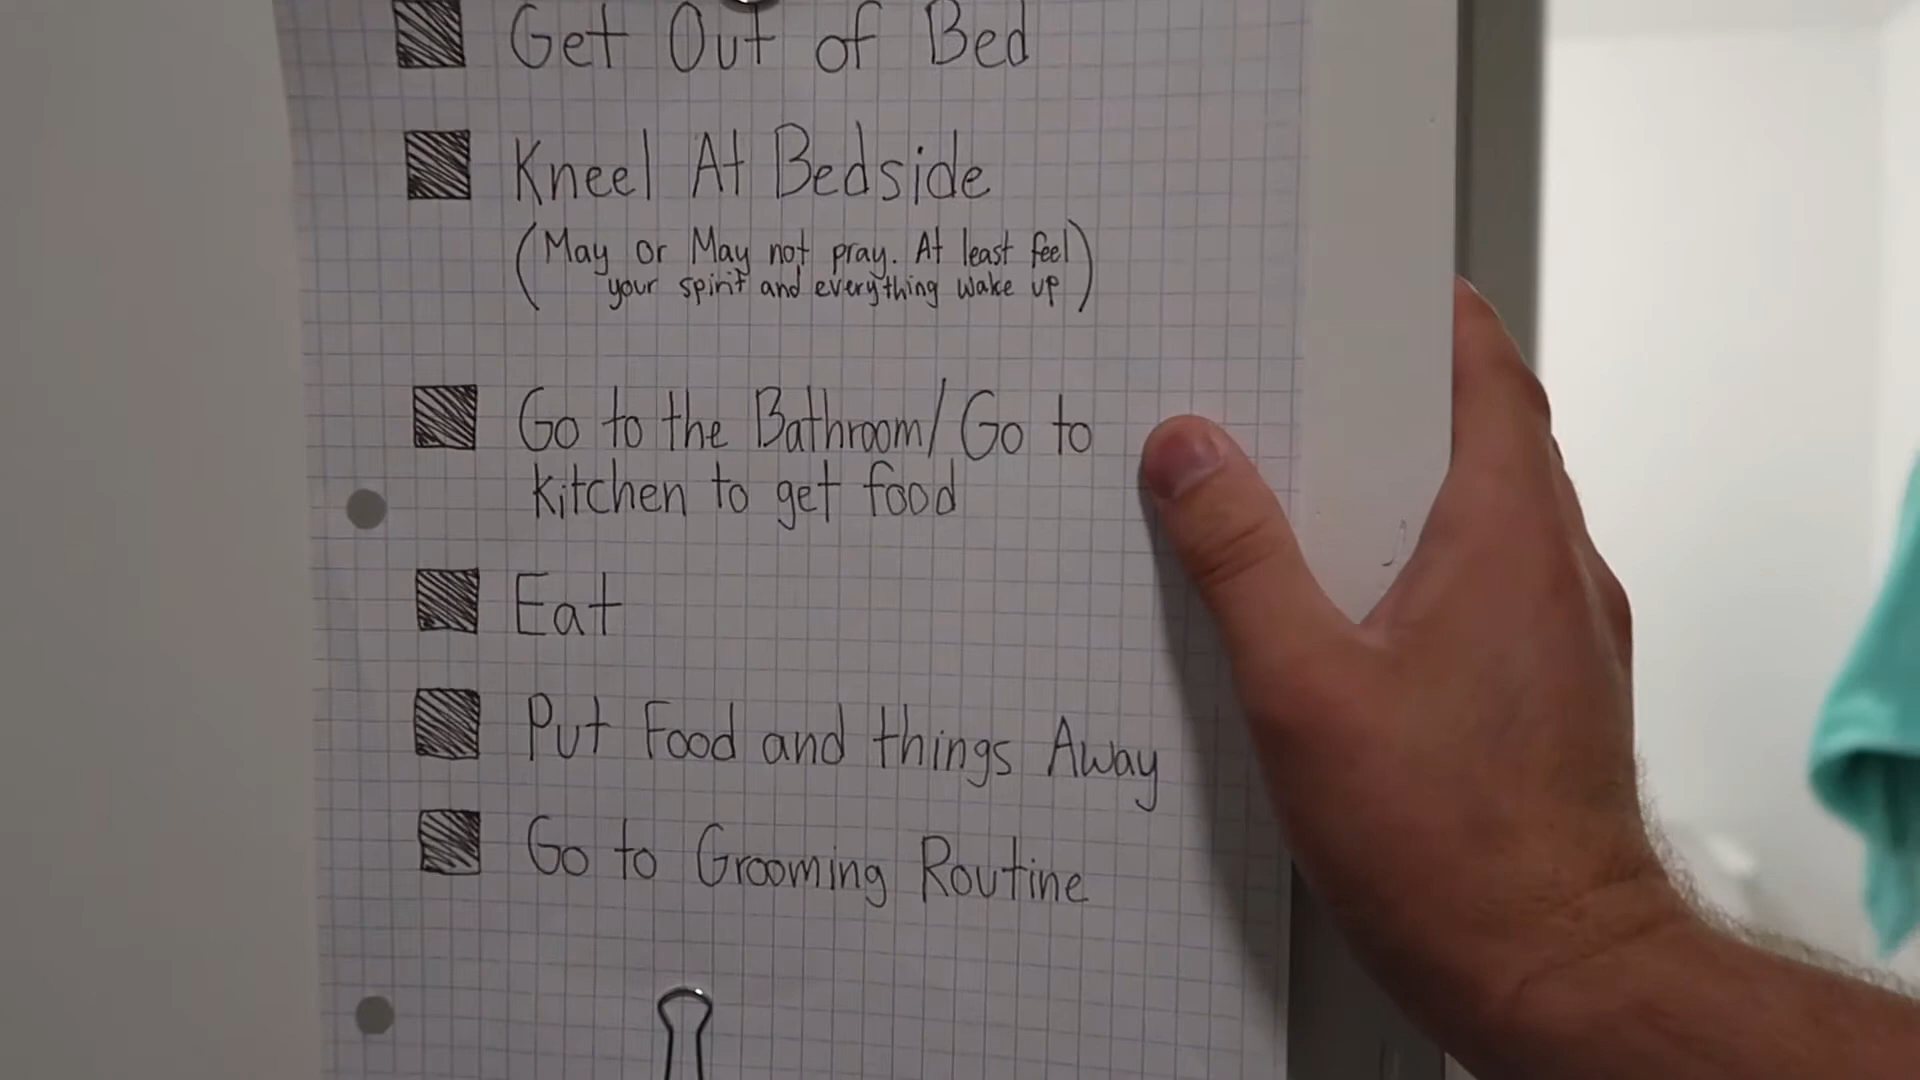 Get Out of Bed
Kneel At Bedside
(May or May not pray. At least feel
your spirit and everything wake up)
Go to the Bathroom/Go to
kitchen to get food
Eat
Put Food and things Away
Go to Grooming Routine